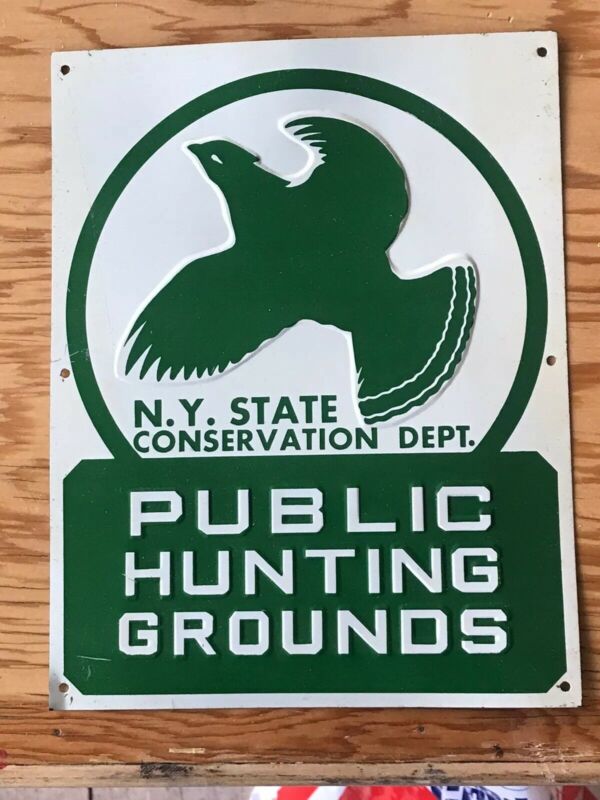 N.Y. STATE
CONSERVATION DEPT.
PUBLIC
HUNTING
GROUNDS